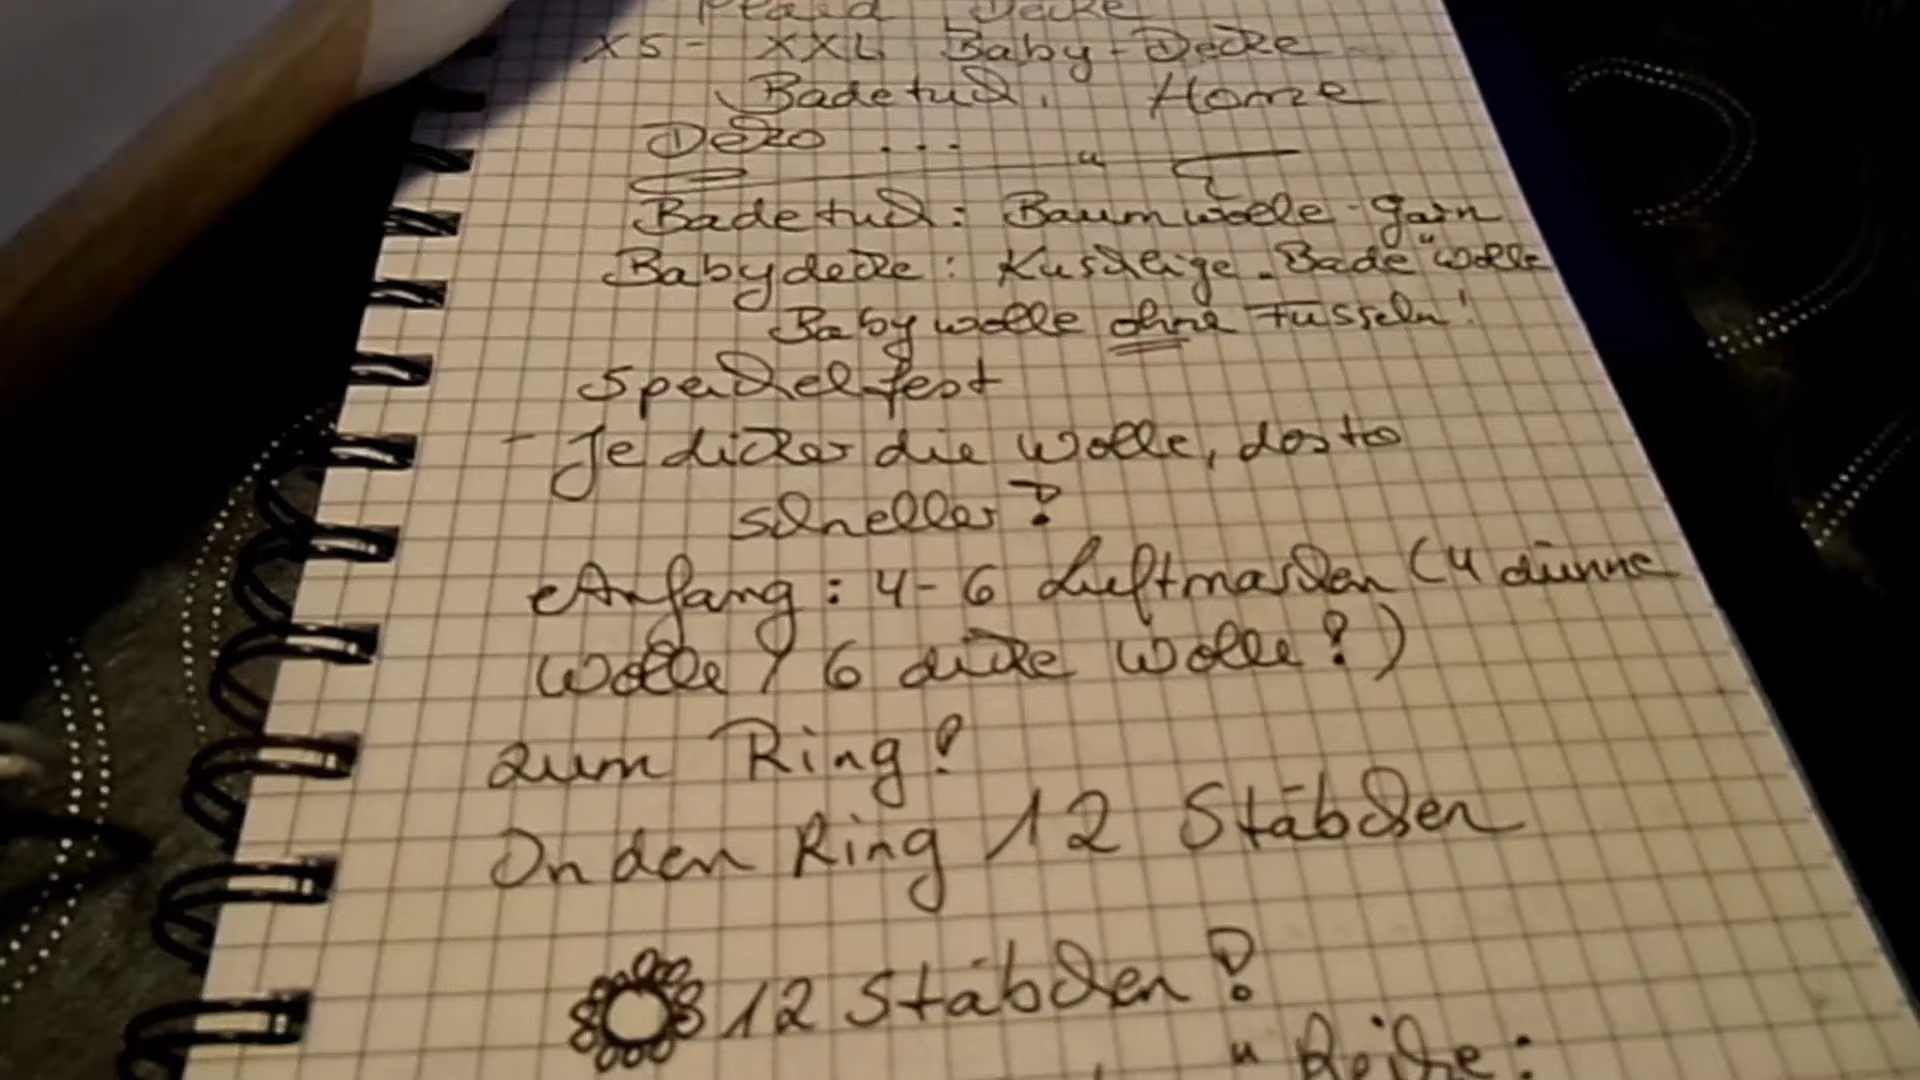 Plaid Decke
XS - XXL Baby-Decke
Badetuch, Home
Deko ...
Badetuch: Baumwolle-Garn
Babydecke: Kuschelige-Bade"wolle
Babywolle ohne Fusseln!
Speichelfest
- Je dicker die Wolle, desto
schneller!
Anfang: 4-6 Luftmaschen (4 dünne
Wolle / 6 dicke Wolle!)
zum Ring!
In den Ring 12 Stäbchen
12 Stäbchen!
" Reihe: